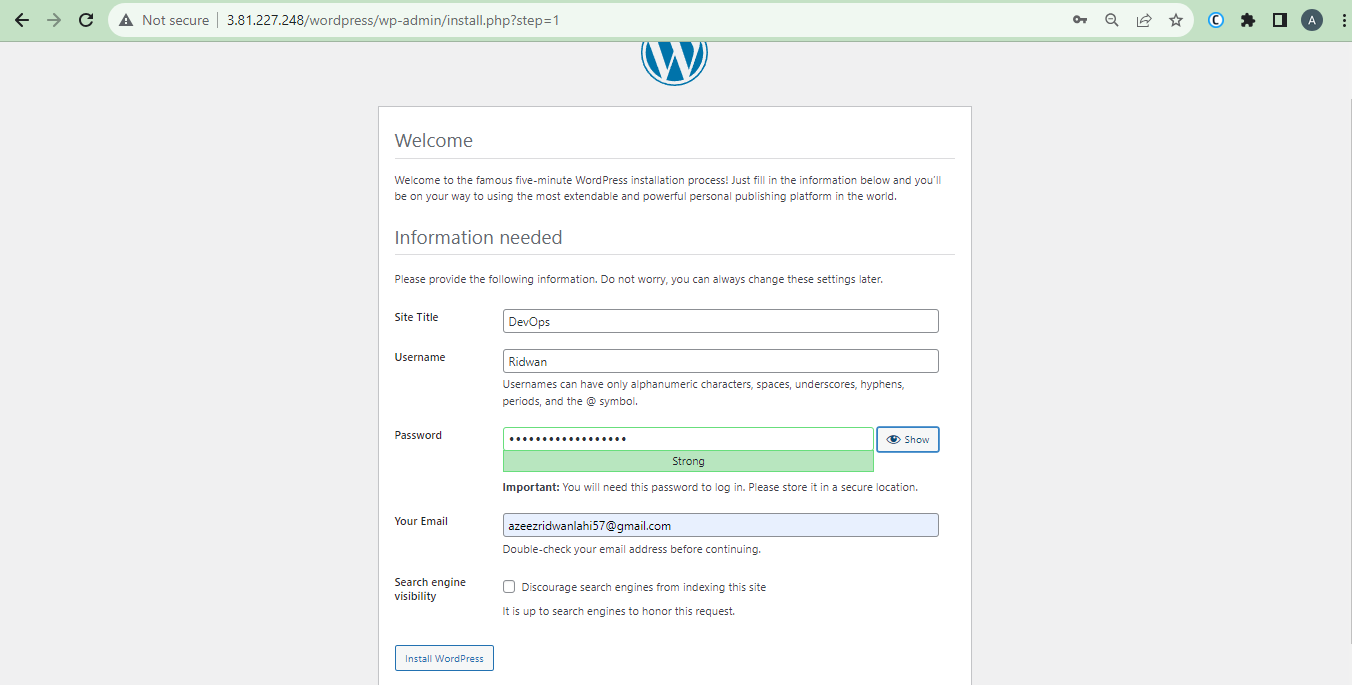 Not secure | 3.81.227.248/wordpress/wp-admin/install.php?step=1
C
A
W
Welcome
Welcome to the famous five-minute WordPress installation process! Just fill in the information below and you'll
be on your way to using the most extendable and powerful personal publishing platform in the world.
Information needed
Please provide the following information. Do not worry, you can always change these settings later.
Site Title
DevOps
Username
Ridwan
Usernames can have only alphanumeric characters, spaces, underscores, hyphens,
periods, and the @ symbol.
Password
••••••••••••••••••
Show
Strong
Important: You will need this password to log in. Please store it in a secure location.
Your Email
azeezridwanlahi57@gmail.com
Double-check your email address before continuing.
Search engine
visibility
Discourage search engines from indexing this site
It is up to search engines to honor this request.
Install WordPress